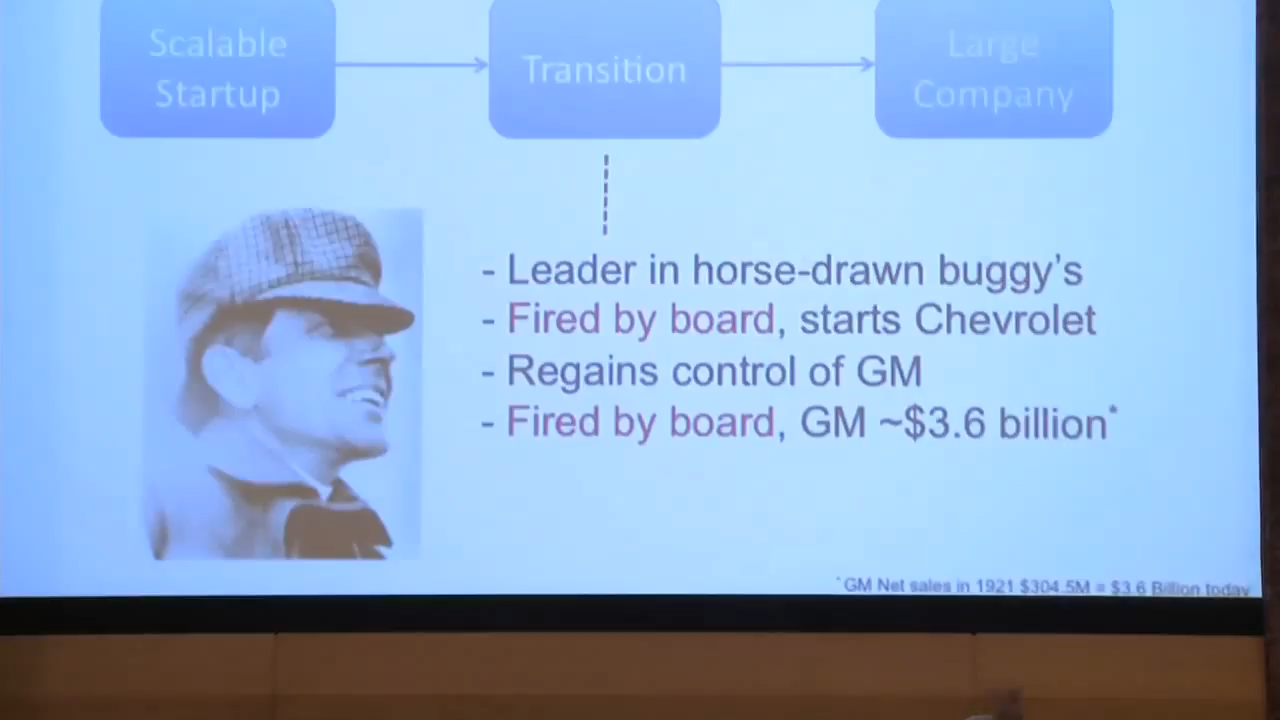 Scalable
Startup
Transition
Large
Company
- Leader in horse-drawn buggy's
- Fired by board, starts Chevrolet
- Regains control of GM
- Fired by board, GM ~$3.6 billion*
*GM Net sales in 1921 $304.5M = $3.6 Billion today